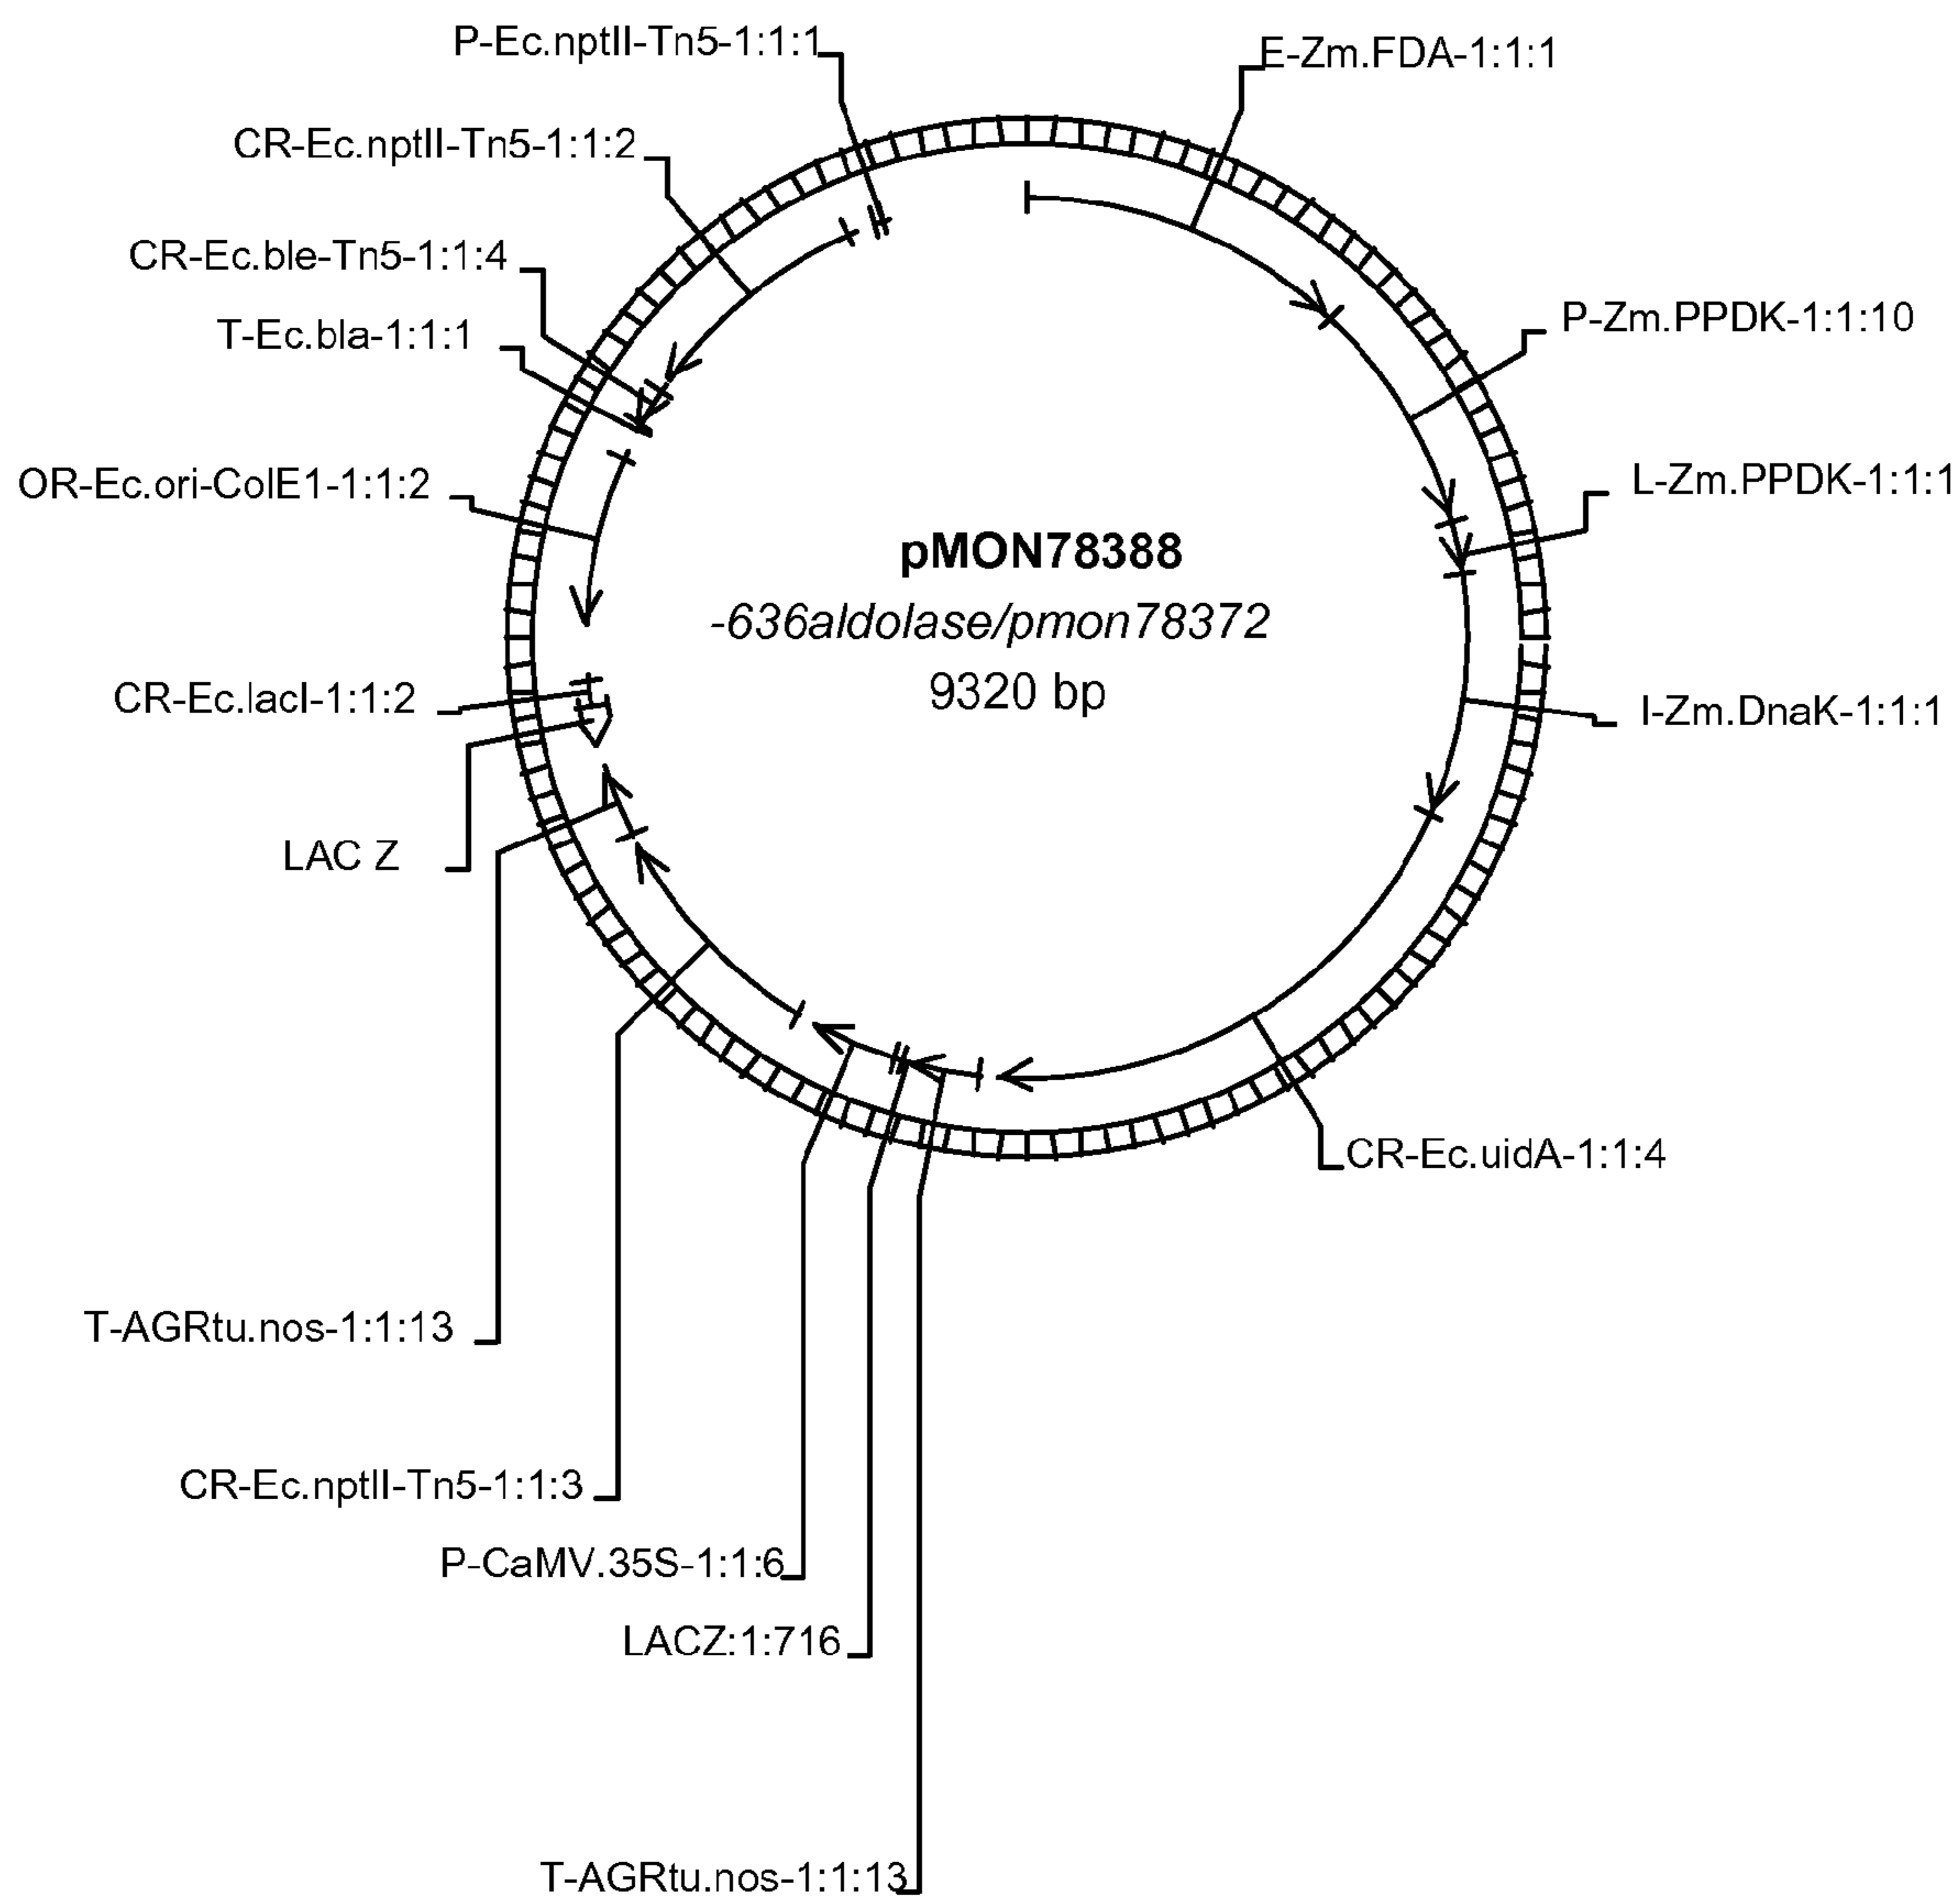 P-Ec.nptII-Tn5-1:1:1
E-Zm.FDA-1:1:1
CR-Ec.nptII-Tn5-1:1:2
CR-Ec.ble-Tn5-1:1:4
P-Zm.PPDK-1:1:10
T-Ec.bla-1:1:1
OR-Ec.ori-ColE1-1:1:2
L-Zm.PPDK-1:1:1
pMON78388
-636aldolase/pmon78372
9320 bp
CR-Ec.lacI-1:1:2
I-Zm.DnaK-1:1:1
LAC Z
CR-Ec.uidA-1:1:4
T-AGRtu.nos-1:1:13
CR-Ec.nptII-Tn5-1:1:3
P-CaMV.35S-1:1:6
LACZ:1:716
T-AGRtu.nos-1:1:13